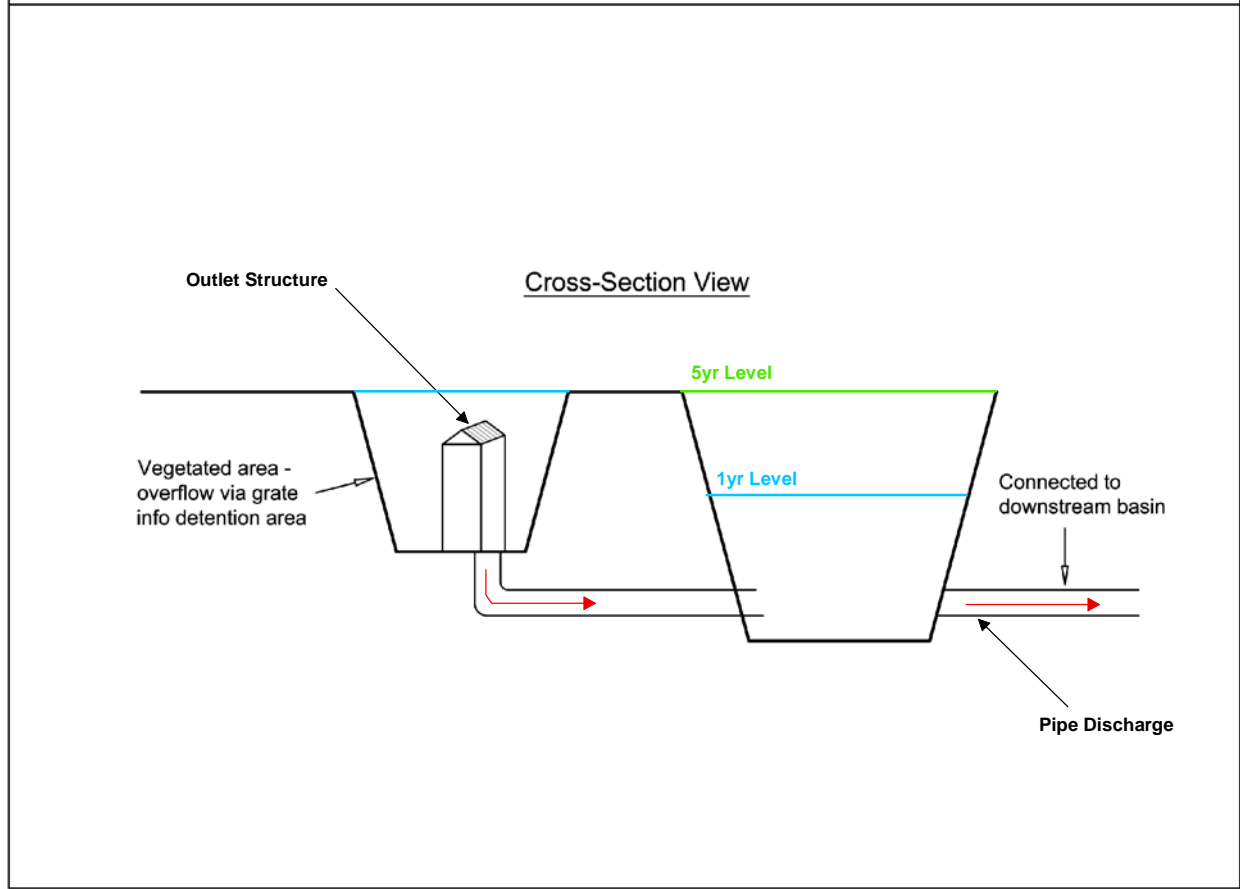 Outlet Structure
Cross-Section View
5yr Level
1yr Level
Vegetated area -
overflow via grate
info detention area
Connected to
downstream basin
Pipe Discharge